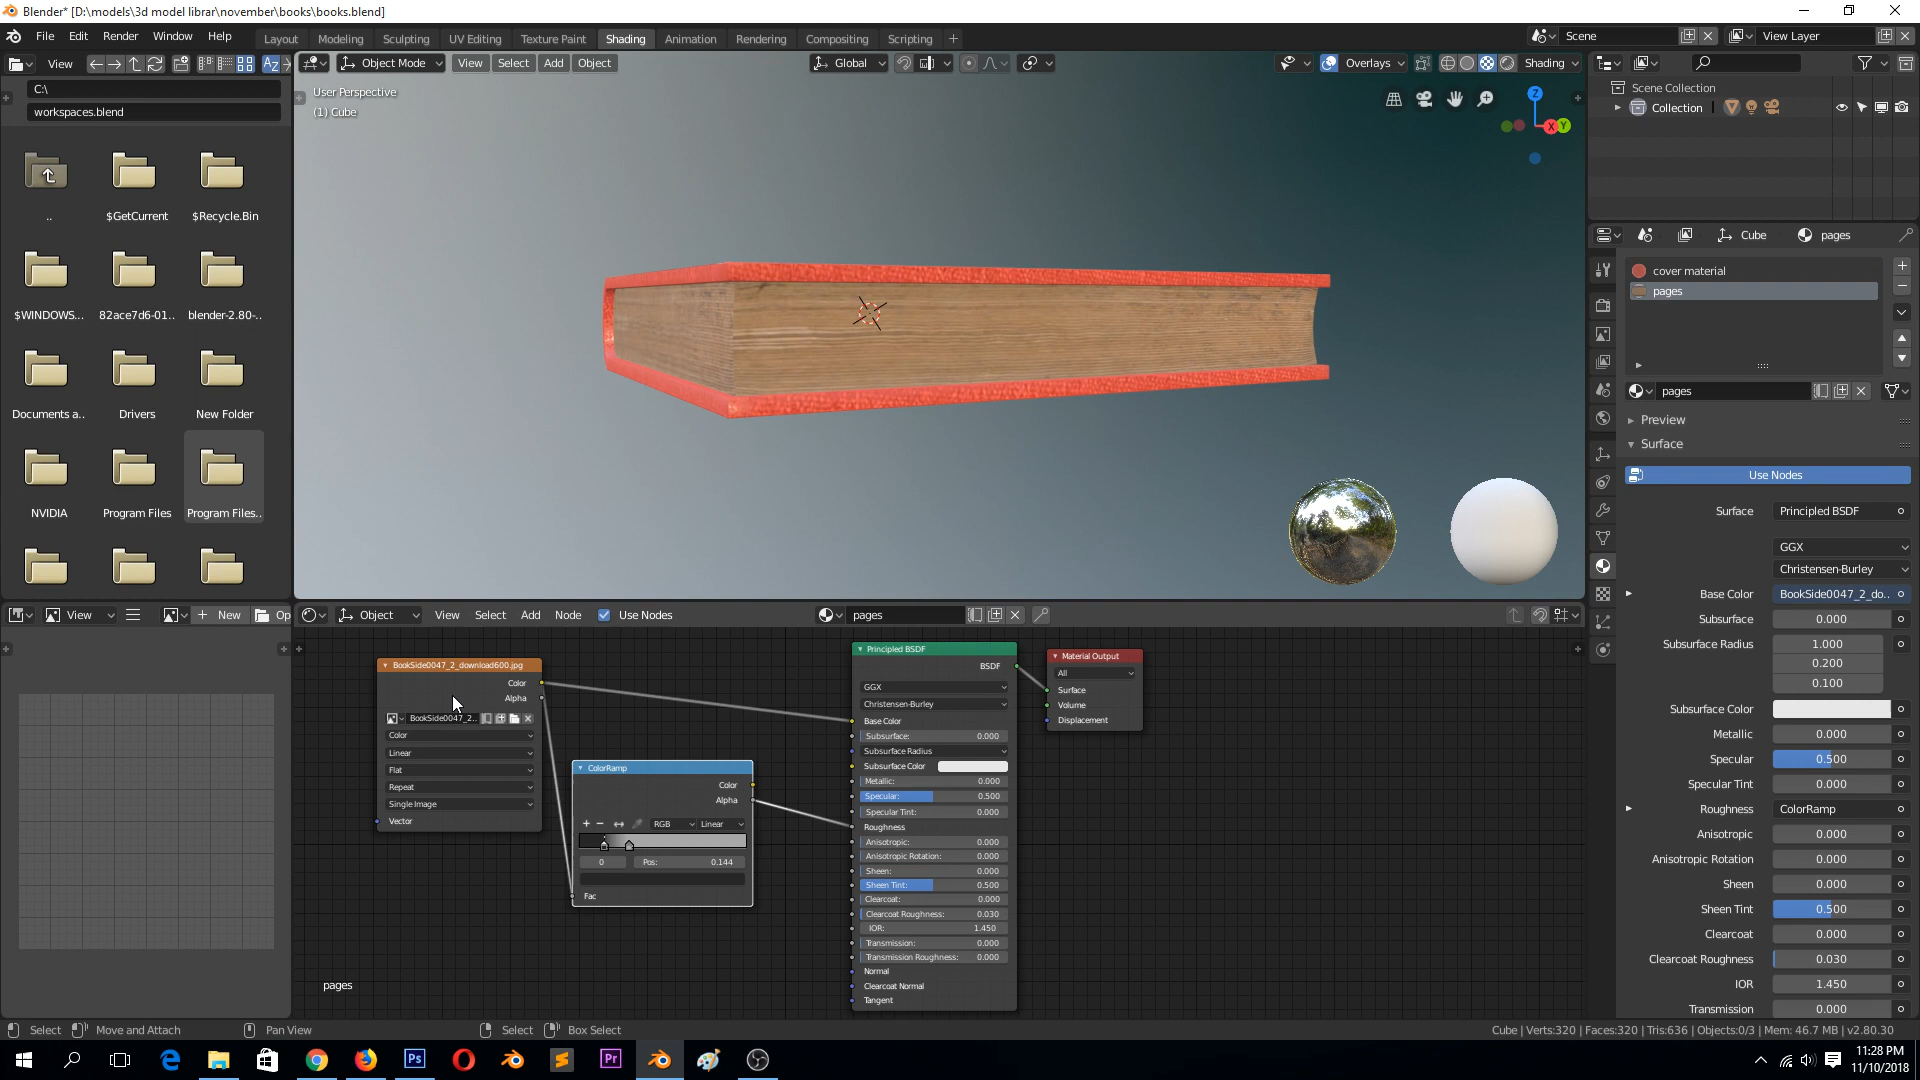 Blender* [D:\models\3d model librar\november\books\books.blend]
File Edit Render Window Help
Layout Modeling Sculpting UV Editing Texture Paint Shading Animation Rendering Compositing Scripting
Scene
View Layer
View
Object Mode View Select Add Object
Global
Overlays
Shading
C:\
workspaces.blend
User Perspective
(1) Cube
Z
X
Y
..
$GetCurrent
$Recycle.Bin
$WINDOWS...
82ace7d6-01..
blender-2.80-..
Documents a..
Drivers
New Folder
NVIDIA
Program Files
Program Files..
Scene Collection
Collection
Cube
pages
cover material
pages
pages
Preview
Surface
Use Nodes
Surface Principled BSDF
GGX
Christensen-Burley
Base Color BookSide0047_2_do..
Subsurface 0.000
Subsurface Radius 1.000
0.200
0.100
Subsurface Color
Metallic 0.000
Specular 0.500
Specular Tint 0.000
Roughness ColorRamp
Anisotropic 0.000
Anisotropic Rotation 0.000
Sheen 0.000
Sheen Tint 0.500
Clearcoat 0.000
Clearcoat Roughness 0.030
IOR 1.450
Transmission 0.000
View
New
Op
Object View Select Add Node Use Nodes
pages
BookSide0047_2_download600.jpg
Color
Alpha
BookSide0047_2..
Color
Linear
Flat
Repeat
Single Image
Vector
ColorRamp
Color
Alpha
RGB
Linear
0
Pos: 0.144
Fac
Principled BSDF
BSDF
GGX
Christensen-Burley
Base Color
Subsurface: 0.000
Subsurface Radius
Subsurface Color
Metallic: 0.000
Specular: 0.500
Specular Tint: 0.000
Roughness
Anisotropic: 0.000
Anisotropic Rotation: 0.000
Sheen: 0.000
Sheen Tint: 0.500
Clearcoat: 0.000
Clearcoat Roughness: 0.030
IOR: 1.450
Transmission: 0.000
Transmission Roughness: 0.000
Normal
Clearcoat Normal
Tangent
Material Output
All
Surface
Volume
Displacement
pages
Select Move and Attach Pan View Select Box Select
Cube | Verts:320 | Faces:320 | Tris:636 | Objects:0/3 | Mem: 46.7 MB | v2.80.30
11:28 PM
11/10/2018